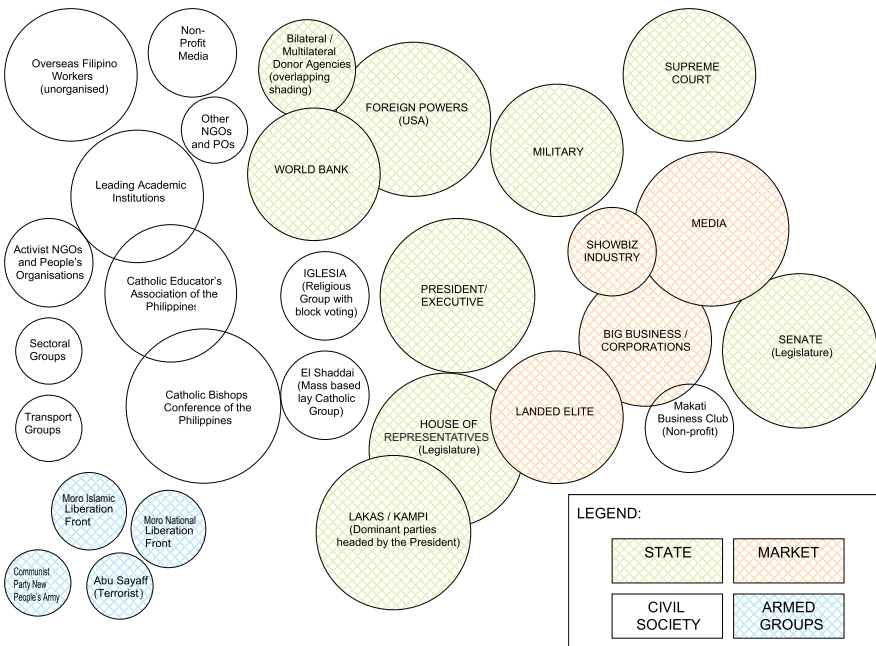 Overseas Filipino
Workers
(unorganised)
Non-
Profit
Media
Bilateral /
Multilateral
Donor Agencies
(overlapping
shading)
FOREIGN POWERS
(USA)
SUPREME
COURT
Other
NGOs
and POs
WORLD BANK
MILITARY
Leading Academic
Institutions
MEDIA
SHOWBIZ
INDUSTRY
Activist NGOs
and People's
Organisations
Catholic Educator's
Association of the
Philippines
IGLESIA
(Religious
Group with
block voting)
PRESIDENT/
EXECUTIVE
BIG BUSINESS /
CORPORATIONS
SENATE
(Legislature)
Sectoral
Groups
El Shaddai
(Mass based
lay Catholic
Group)
Catholic Bishops
Conference of the
Philippines
Transport
Groups
HOUSE OF
REPRESENTATIVES
(Legislature)
LANDED ELITE
Makati
Business Club
(Non-profit)
Moro Islamic
Liberation
Front
Moro National
Liberation
Front
LAKAS / KAMPI
(Dominant parties
headed by the President)
Communist
Party New
People's Army
Abu Sayaff
(Terrorist)
LEGEND:
STATE
MARKET
CIVIL
SOCIETY
ARMED
GROUPS